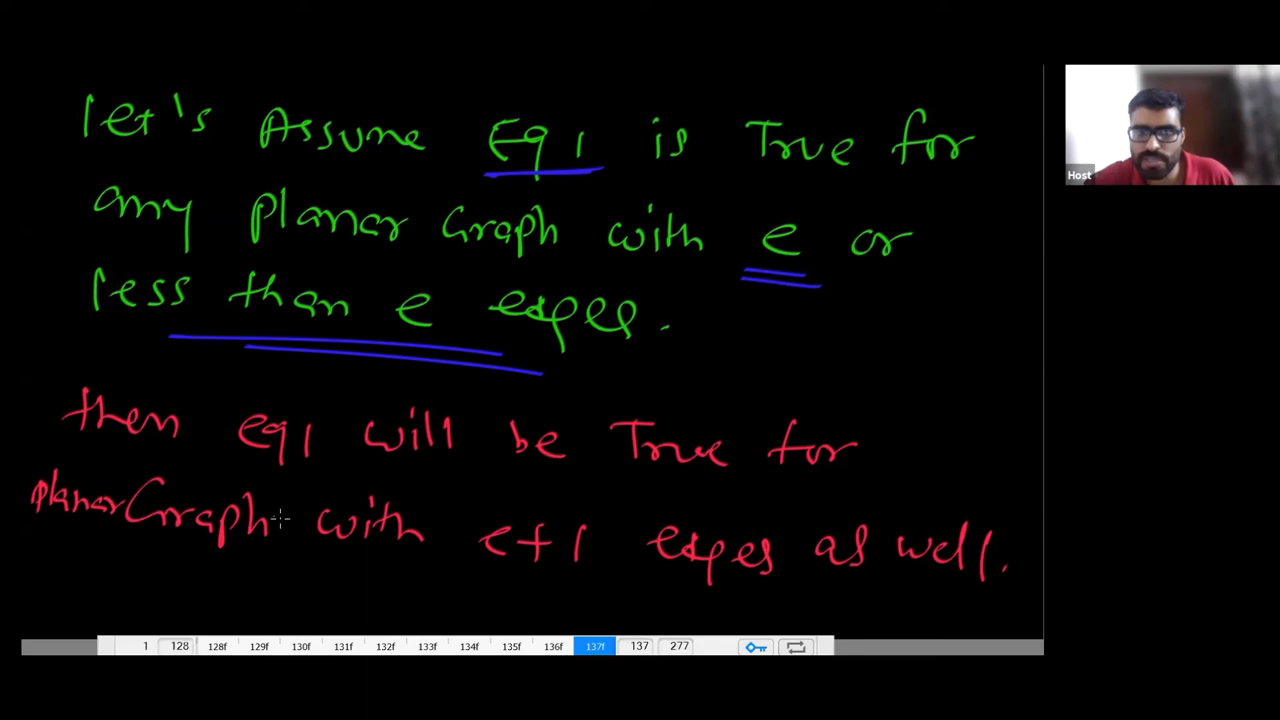 let's Assume Eq 1 is True for
any planar Graph with e or
less than e edges.
then eq1 will be True for
planar Graph with e+1 edges as well.
Host
1 128 128f 129f 130f 131f 132f 133f 134f 135f 136f 137f 137 277